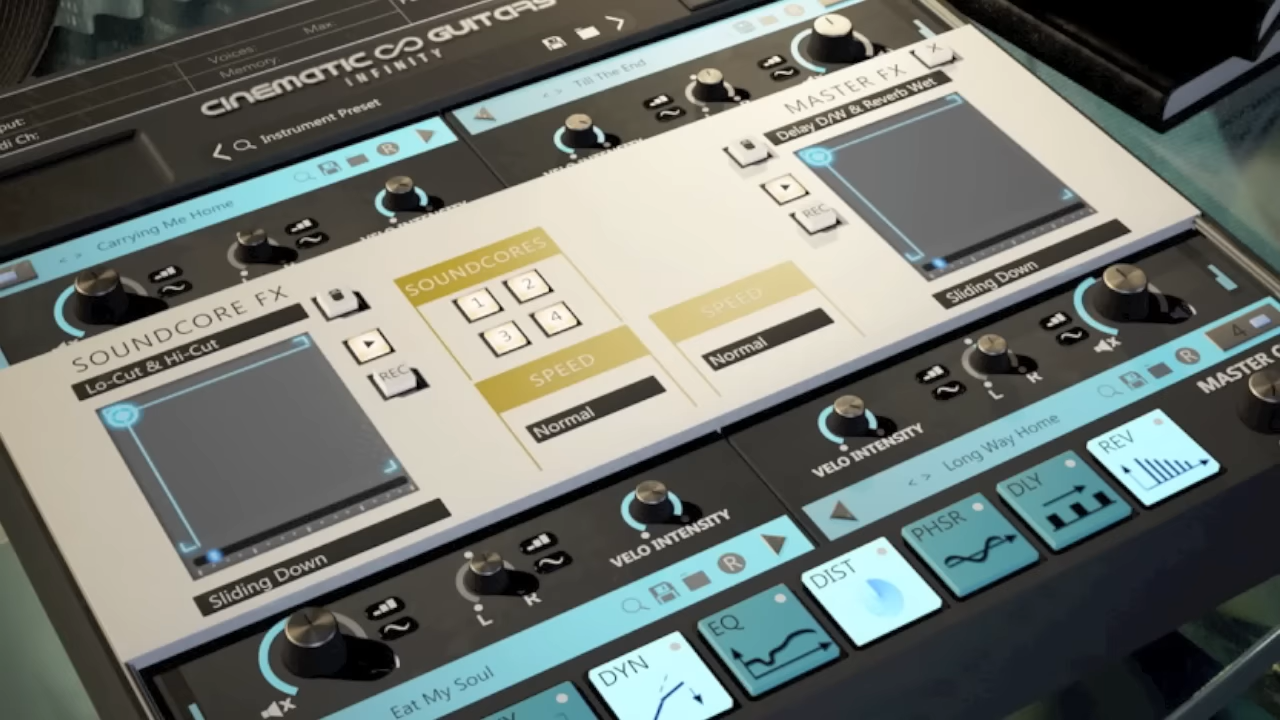 Voices:
Max.
Memory:
put:
di Ch:
CINEMATIC GUITARS
INFINITY
Instrument Preset
Till The End
Carrying Me Home
R
VELO INTENSITY
MASTER FX
X
Delay D/W & Reverb Wet
REC
Sliding Down
SOUNDCORES
1 2
3 4
SPEED
Normal
SPEED
Normal
SOUNDCORE FX
Lo-Cut & Hi-Cut
REC
Sliding Down
L R
VELO INTENSITY
R
4
MASTER
Long Way Home
L R
VELO INTENSITY
R
Eat My Soul
DYN
EQ
DIST
PHSR
DLY
REV